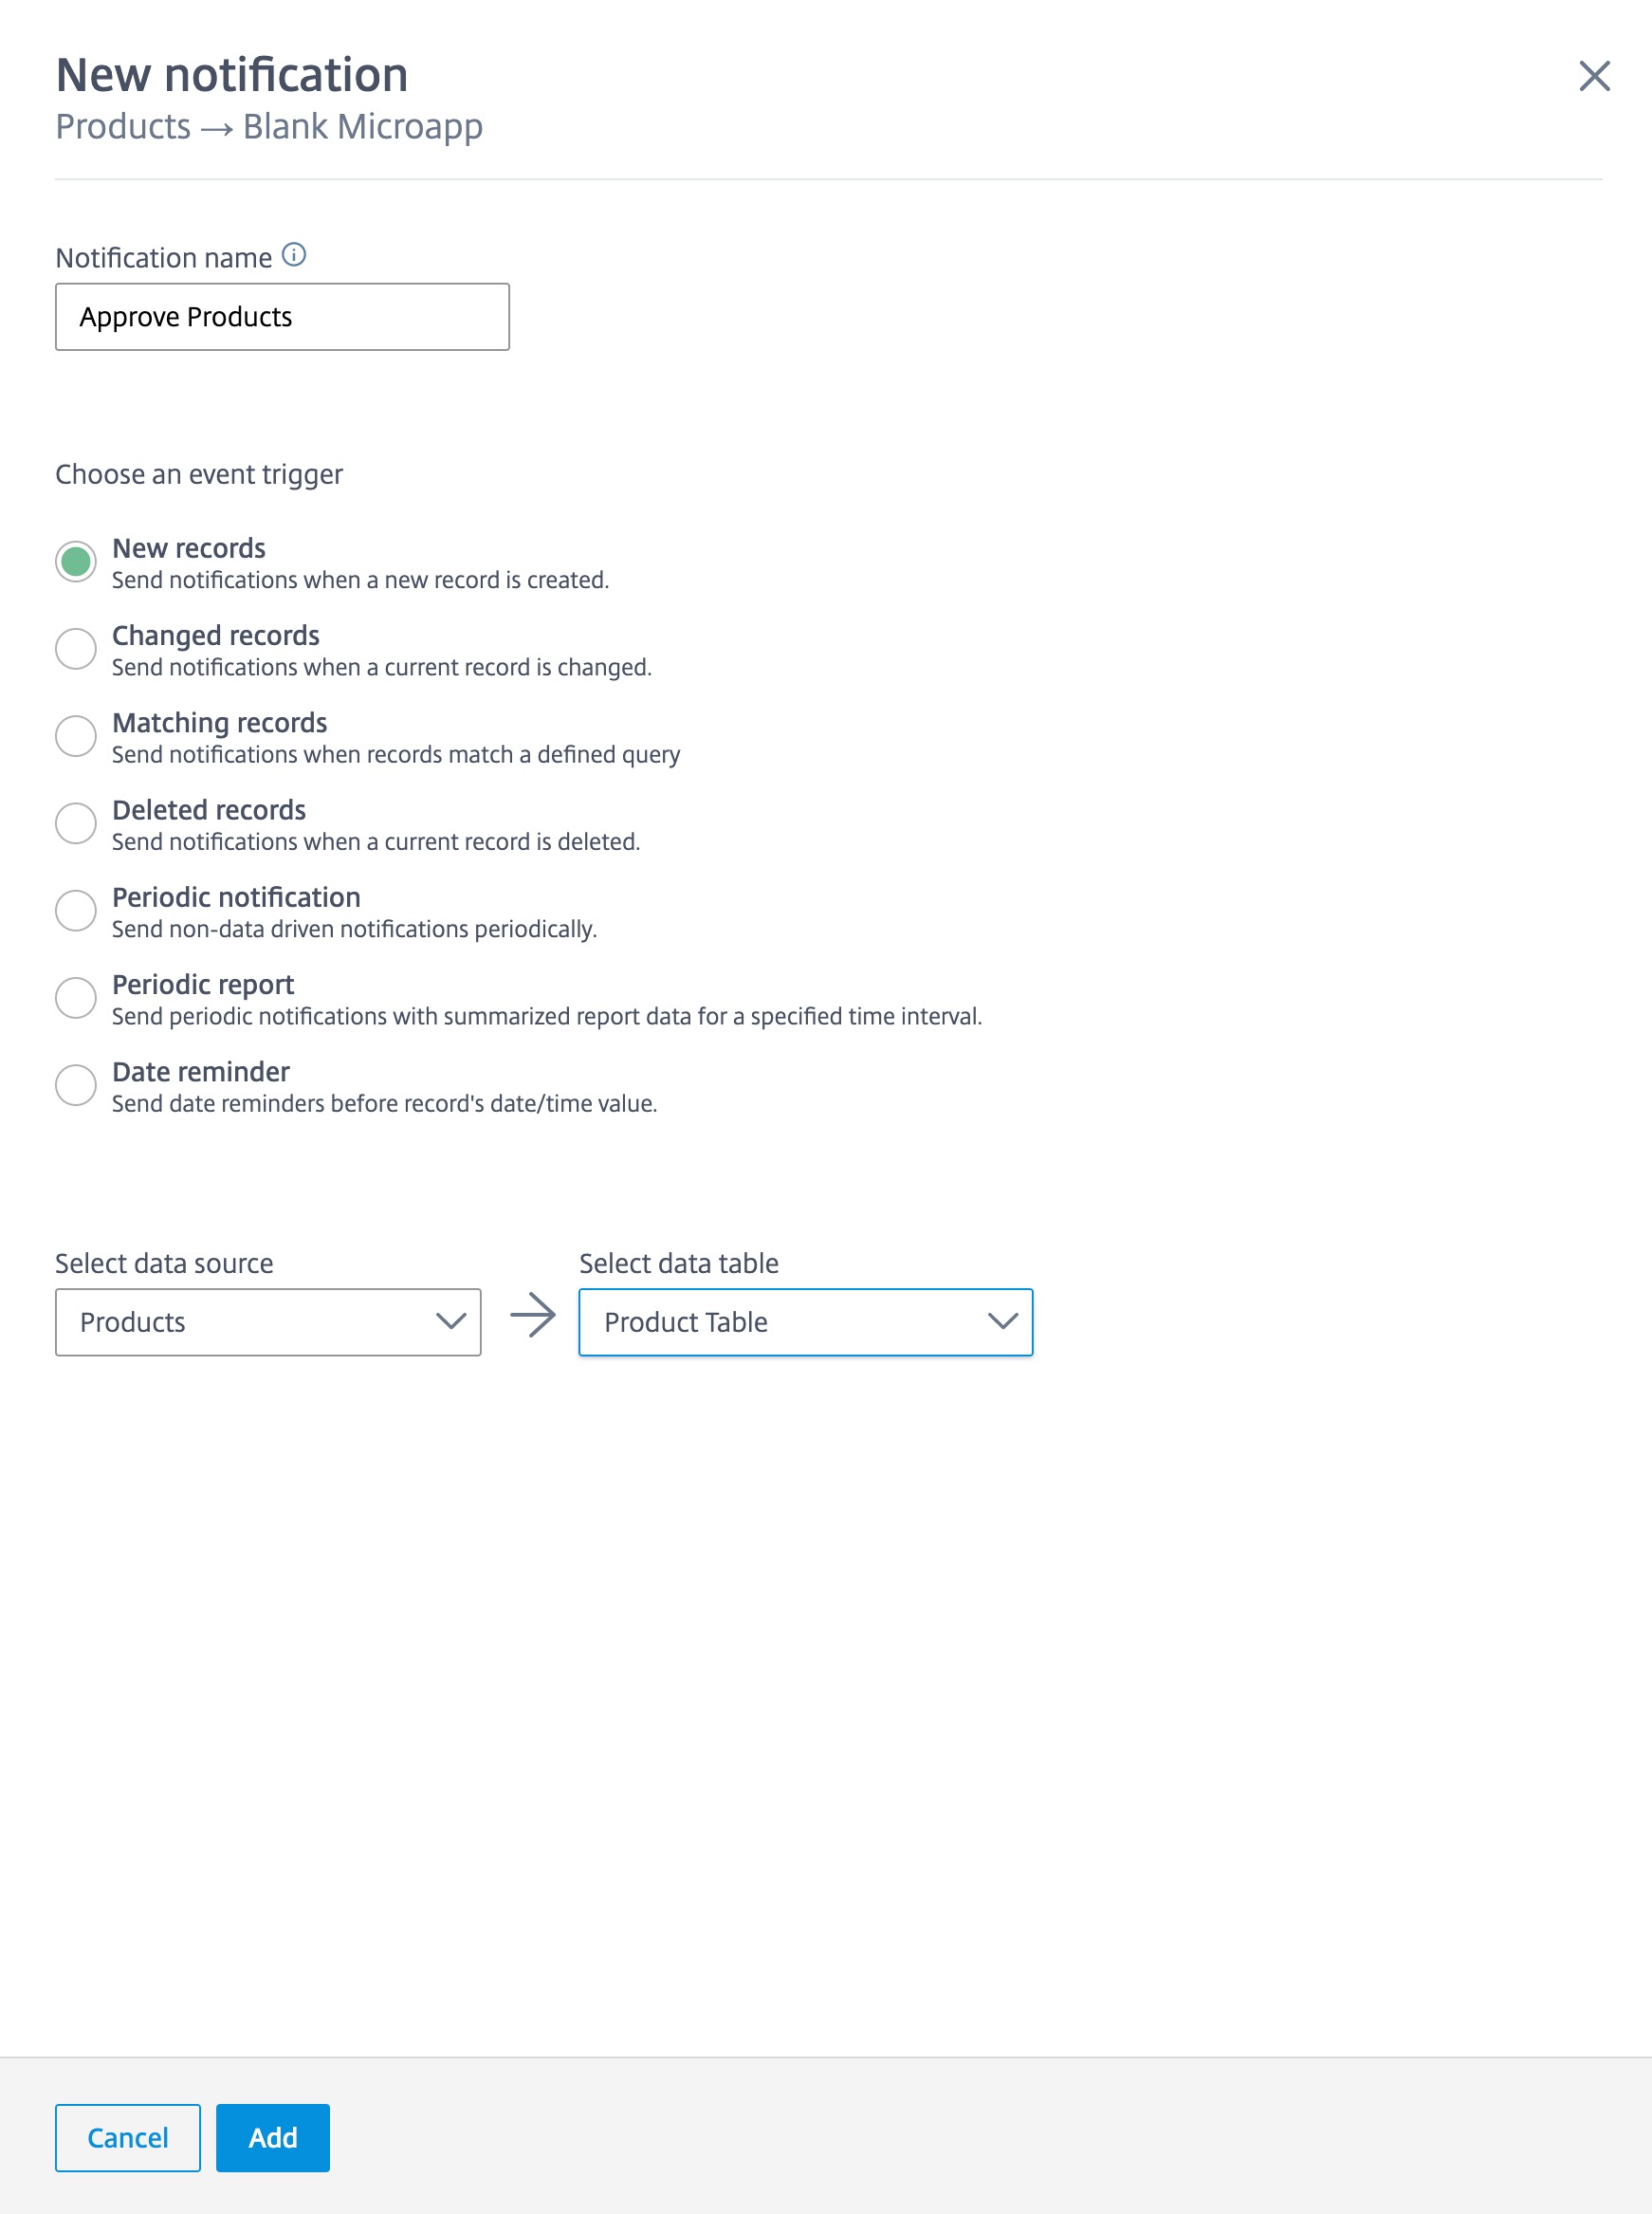 New notification
Products → Blank Microapp
Notification name
Approve Products
Choose an event trigger
New records
Send notifications when a new record is created.
Changed records
Send notifications when a current record is changed.
Matching records
Send notifications when records match a defined query
Deleted records
Send notifications when a current record is deleted.
Periodic notification
Send non-data driven notifications periodically.
Periodic report
Send periodic notifications with summarized report data for a specified time interval.
Date reminder
Send date reminders before record's date/time value.
Select data source
Select data table
Products
Product Table
Cancel
Add